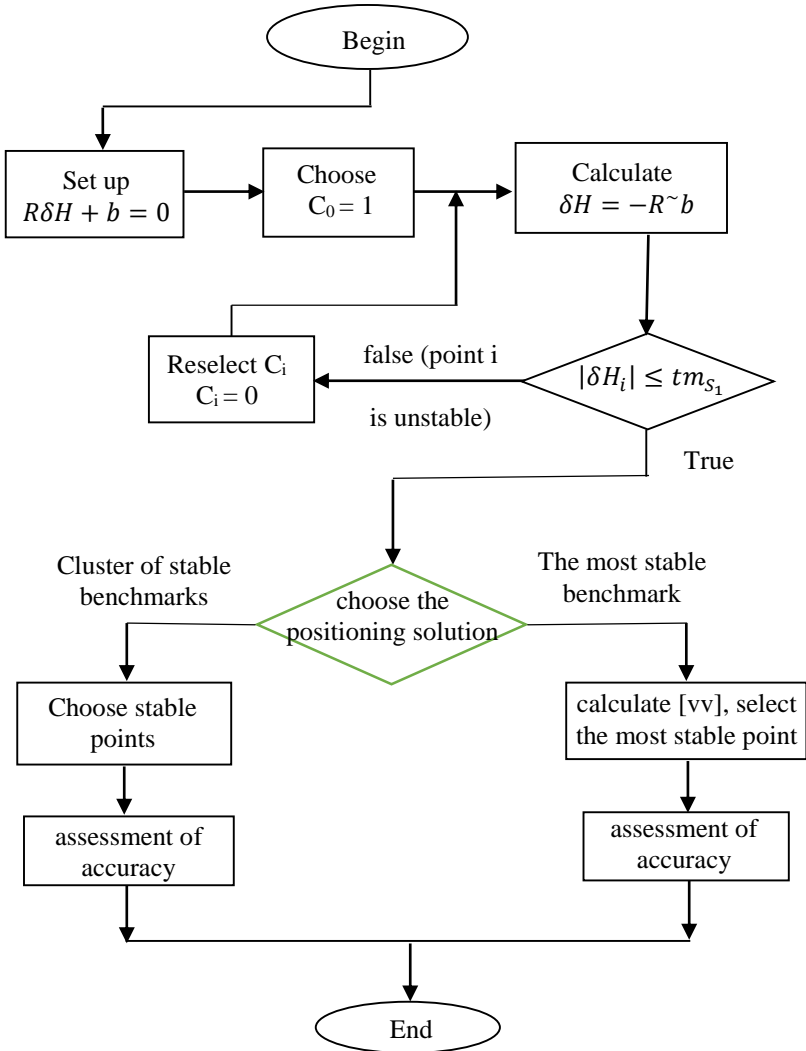 Begin
Set up
RδH + b = 0
Choose
C₀ = 1
Calculate
δH = −R~b
Reselect Cᵢ
Cᵢ = 0
false (point i
is unstable)
|δHᵢ| ≤ tm_{S₁}
True
Cluster of stable
benchmarks
choose the
positioning solution
The most stable
benchmark
Choose stable
points
calculate [vv], select
the most stable point
assessment of
accuracy
assessment of
accuracy
End